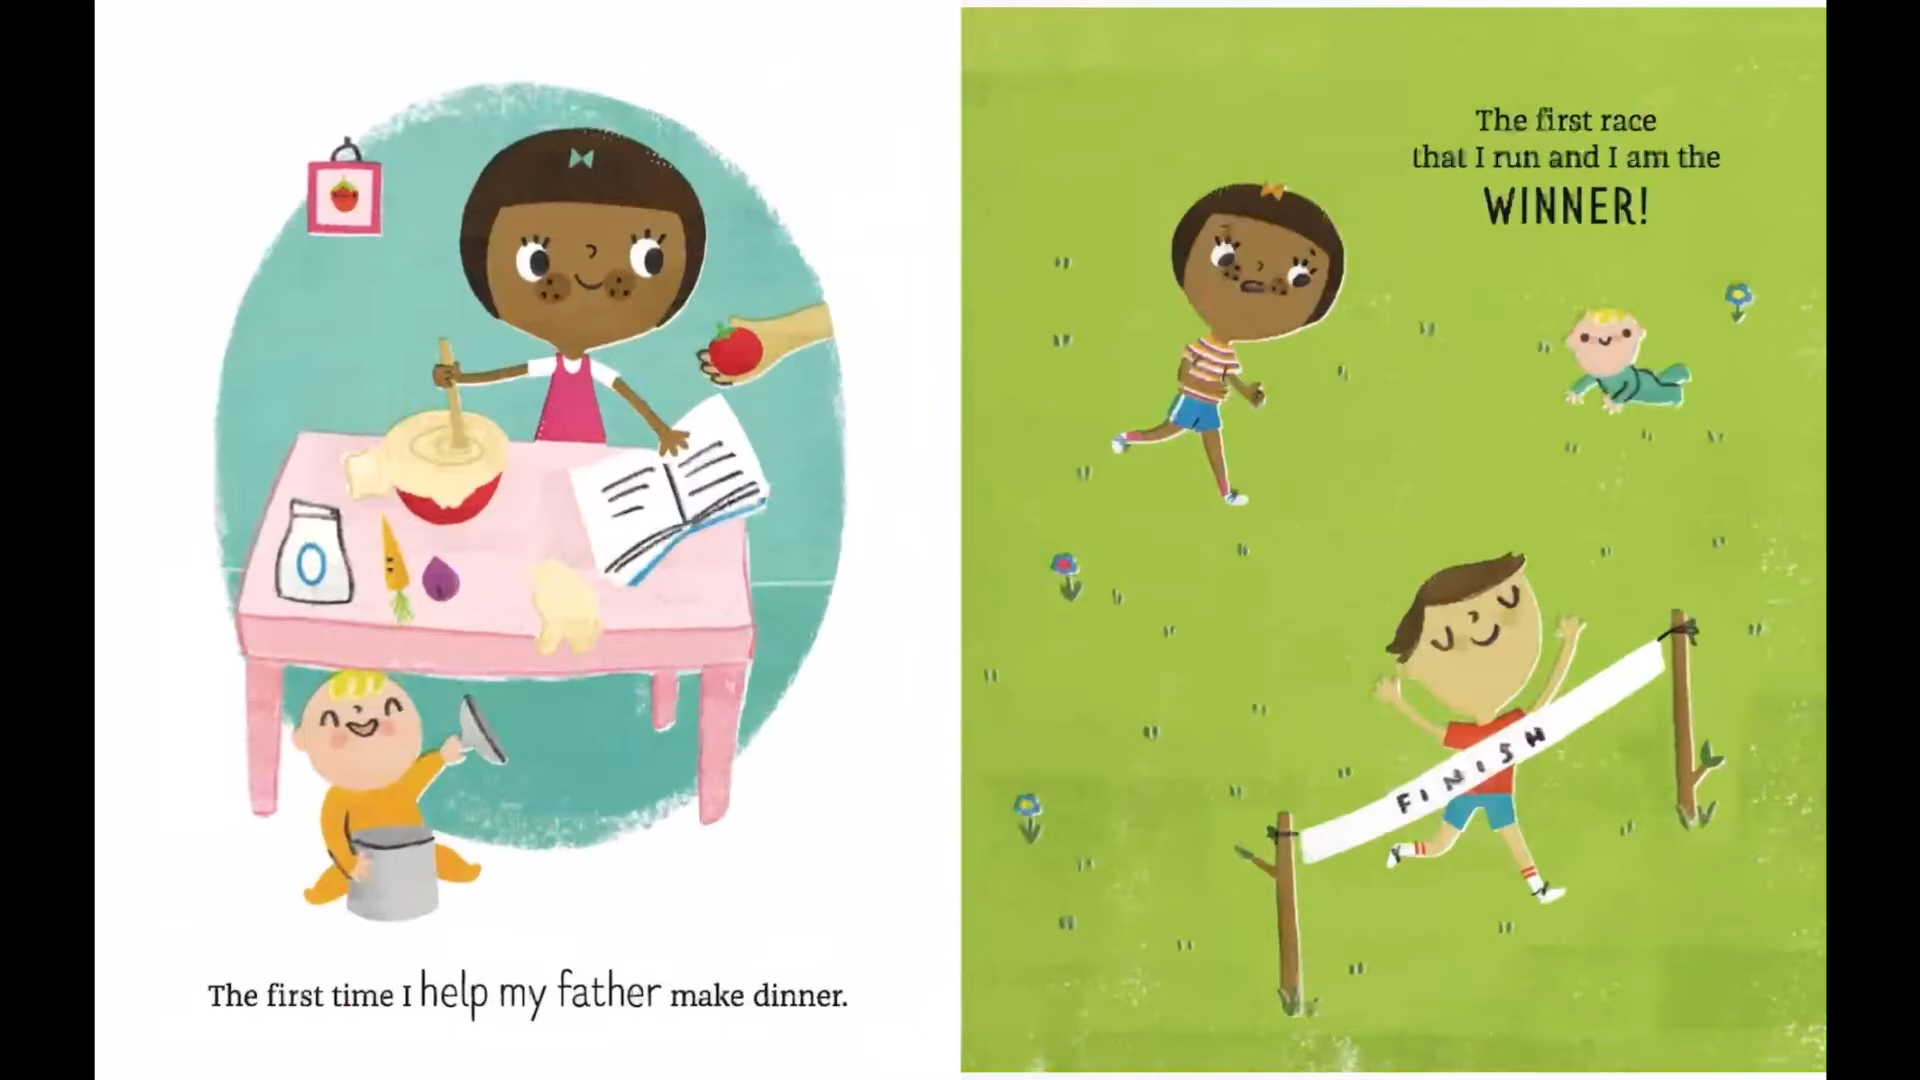 The first time I help my father make dinner.
The first race
that I run and I am the
WINNER!
FINISH